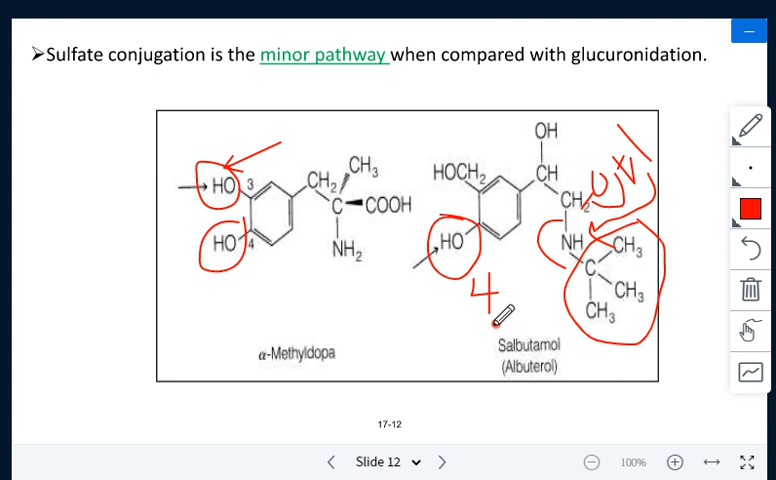 ➢Sulfate conjugation is the minor pathway when compared with glucuronidation.
OH
CH₃
HOCH₂
CH
HO 3
CH₂
CH₂
C COOH
HO 4
HO
NH CH₃
NH₂
C
CH₃
CH₃
4
α-Methyldopa
Salbutamol
(Albuterol)
17-12
Slide 12
100%